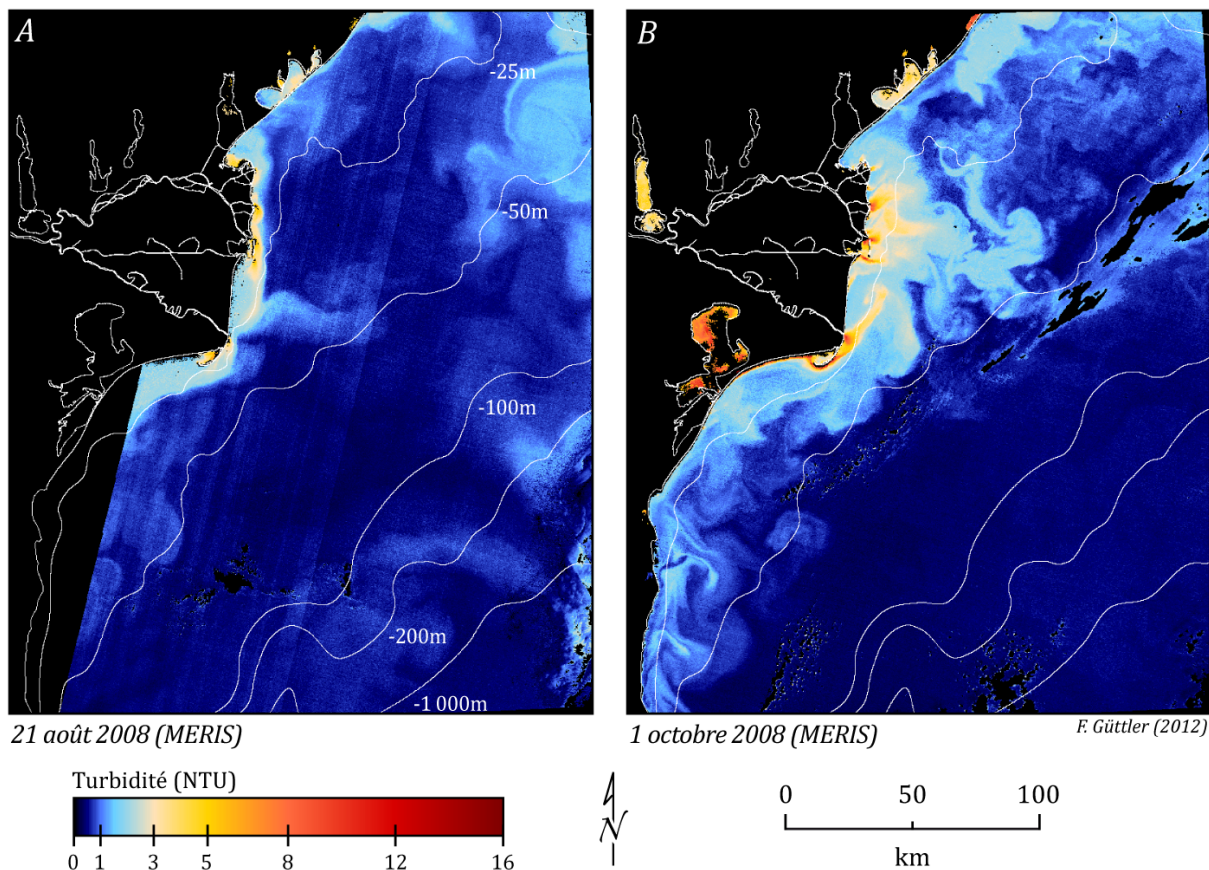 A
B
-25m
-50m
-100m
-200m
-1 000m
21 août 2008 (MERIS)
1 octobre 2008 (MERIS)
F. Güttler (2012)
Turbidité (NTU)
0 1 3 5 8 12 16
N
0 50 100
km